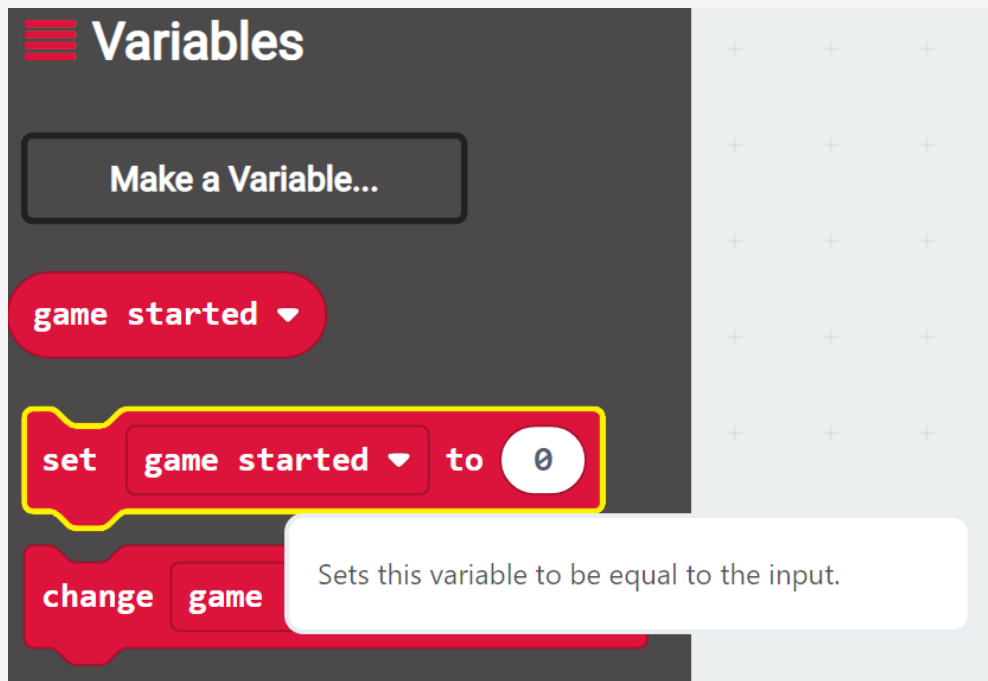 Variables
Make a Variable...
game started
set game started to 0
Sets this variable to be equal to the input.
change game